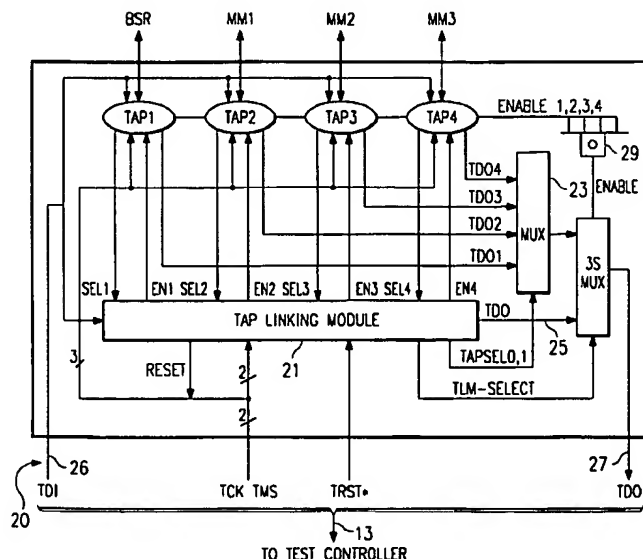 BSR MM1 MM2 MM3
TAP1 TAP2 TAP3 TAP4
ENABLE 1,2,3,4
29
TDO4
23
ENABLE
TDO3
TDO2
MUX
TDO1
3S
MUX
SEL1 EN1 SEL2 EN2 SEL3 EN3 SEL4 EN4
TAP LINKING MODULE
TDO
25
21
TAPSEL0,1
3
RESET
2
TLM-SELECT
2
26
27
20
TDI TCK TMS TRST* TDO
13
TO TEST CONTROLLER